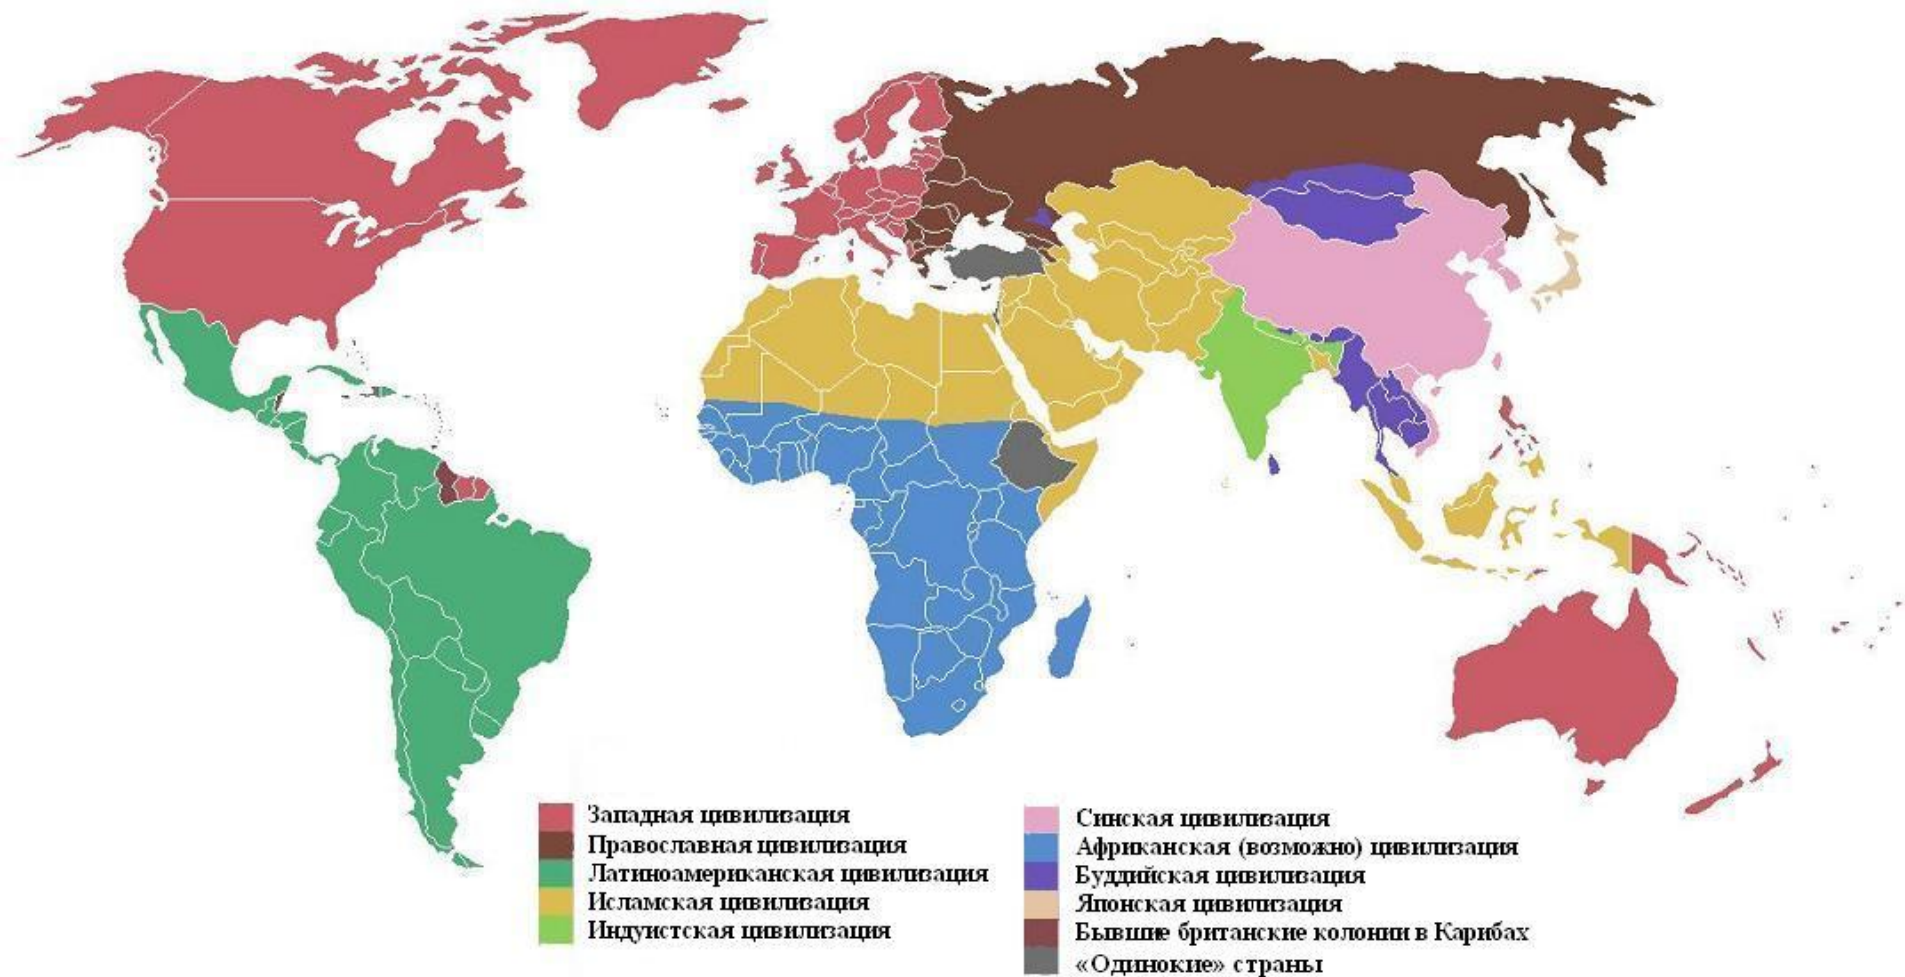 Западная цивилизация
Православная цивилизация
Латиноамериканская цивилизация
Исламская цивилизация
Индуистская цивилизация
Синская цивилизация
Африканская (возможно) цивилизация
Буддийская цивилизация
Японская цивилизация
Бывшие британские колонии в Карибах
«Одинокие» страны